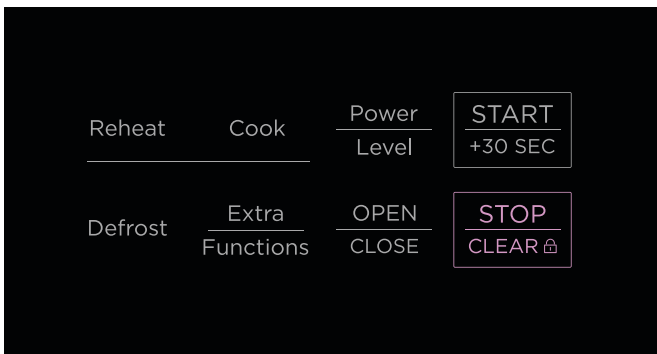 Reheat
Cook
Power
Level
START
+30 SEC
Defrost
Extra
Functions
OPEN
CLOSE
STOP
CLEAR